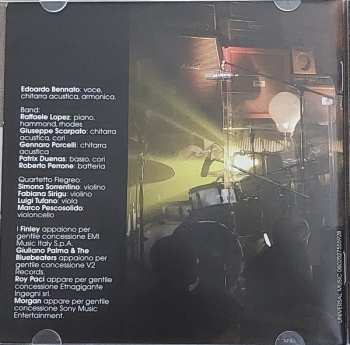 Edoardo Bennato: voce,
chitarra acustica, armonica.
Band:
Raffaele Lopez: piano,
hammond, rhodes
Giuseppe Scarpato: chitarra
acustica, cori
Gennaro Porcelli: chitarra
acustica
Patrix Duenas: basso, cori
Roberto Perrone: batteria
Quartetto Flegreo:
Simona Sorrentino: violino
Fabiana Sirigu: violino
Luigi Tufano: viola
Marco Pescosolido:
violoncello
I Finley appaiono per
gentile concessione EMI
Music Italy S.p.A.
Giuliano Palma & The
Bluebeaters appaiono per
gentile concessione V2
Records.
Roy Paci appare per gentile
concessione Etnagigante
Ingegni srl.
Morgan appare per gentile
concessione Sony Music
Entertainment.
UNIVERSAL MUSIC